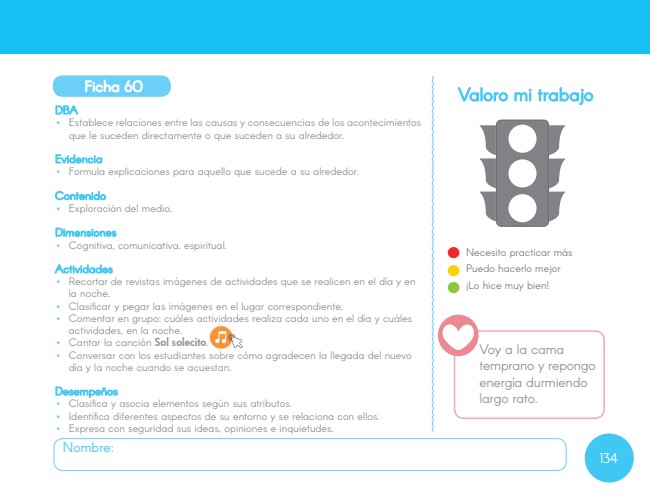 Ficha 60
DBA
• Establece relaciones entre las causas y consecuencias de los acontecimientos
que le suceden directamente o que suceden a su alrededor.
Evidencia
• Formula explicaciones para aquello que sucede a su alrededor.
Contenido
• Exploración del medio.
Dimensiones
• Cognitiva, comunicativa, espiritual.
Actividades
• Recortar de revistas imágenes de actividades que se realicen en el día y en
la noche.
• Clasificar y pegar las imágenes en el lugar correspondiente.
• Comentar en grupo: cuáles actividades realiza cada uno en el día y cuáles
actividades, en la noche.
• Cantar la canción Sol solecito.
• Conversar con los estudiantes sobre cómo agradecen la llegada del nuevo
día y la noche cuando se acuestan.
Desempeños
• Clasifica y asocia elementos según sus atributos.
• Identifica diferentes aspectos de su entorno y se relaciona con ellos.
• Expresa con seguridad sus ideas, opiniones e inquietudes.
Nombre:
Valoro mi trabajo
Necesito practicar más
Puedo hacerlo mejor
¡Lo hice muy bien!
Voy a la cama
temprano y repongo
energía durmiendo
largo rato.
134